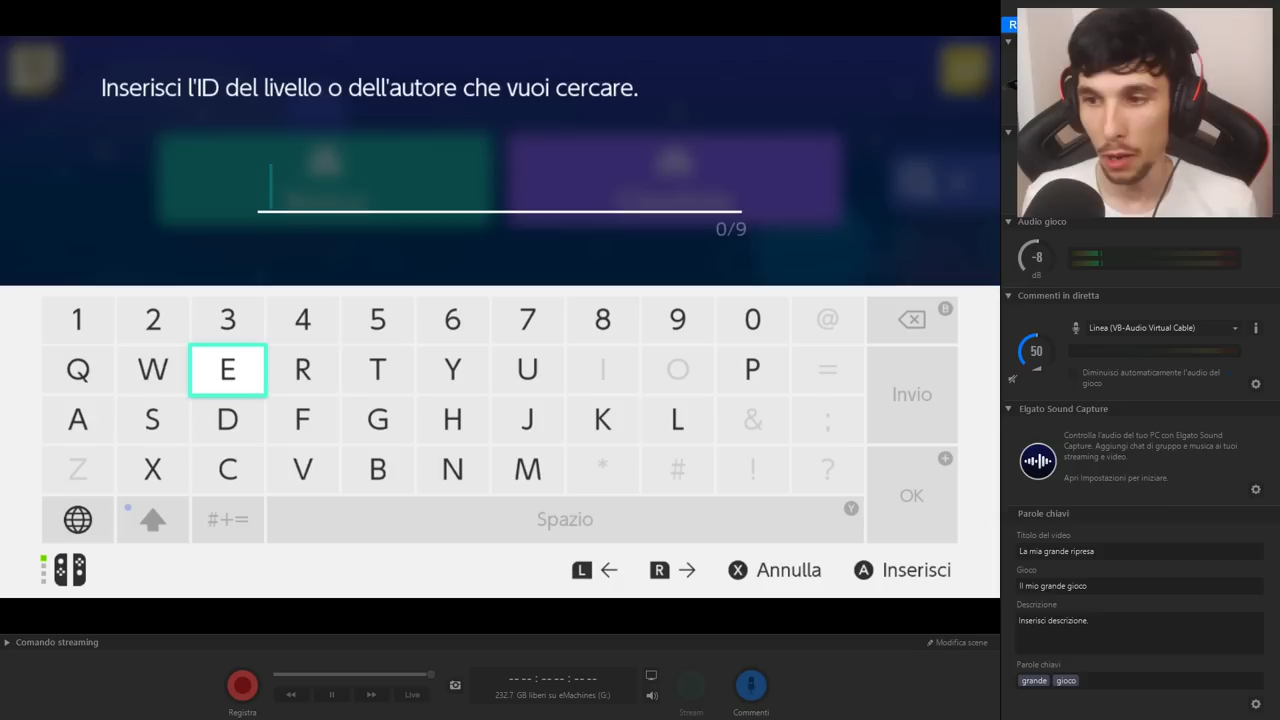 Inserisci l'ID del livello o dell'autore che vuoi cercare.
0/9
1 2 3 4 5 6 7 8 9 0 @
B
Q W E R T Y U I O P =
Invio
A S D F G H J K L & ;
Z X C V B N M * # ! ?
+
OK
#+= Spazio
Y
L ← R → X Annulla A Inserisci
R
Audio gioco
-8
dB
Commenti in diretta
Linea (VB-Audio Virtual Cable)
50
Diminuisci automaticamente l'audio del
gioco
Elgato Sound Capture
Controlla l'audio del tuo PC con Elgato Sound
Capture. Aggiungi chat di gruppo e musica ai tuoi
streaming e video.
Apri Impostazioni per iniziare.
Parole chiavi
Titolo del video
La mia grande ripresa
Gioco
Il mio grande gioco
Descrizione
Inserisci descrizione.
Parole chiavi
grande gioco
Comando streaming
Modifica scene
Registra
Live
--:--:--
232.7 GB liberi su eMachines (G:)
Stream
Commenti